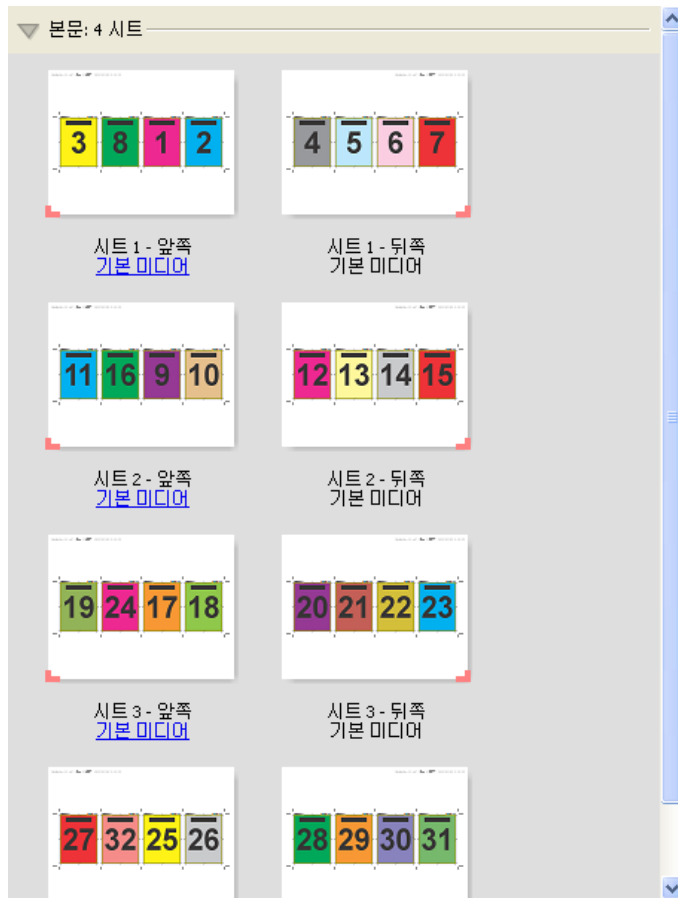 본문: 4 시트
3 8 1 2
4 5 6 7
시트 1 - 앞쪽
기본 미디어
시트 1 - 뒤쪽
기본 미디어
11 16 9 10
12 13 14 15
시트 2 - 앞쪽
기본 미디어
시트 2 - 뒤쪽
기본 미디어
19 24 17 18
20 21 22 23
시트 3 - 앞쪽
기본 미디어
시트 3 - 뒤쪽
기본 미디어
27 32 25 26
28 29 30 31